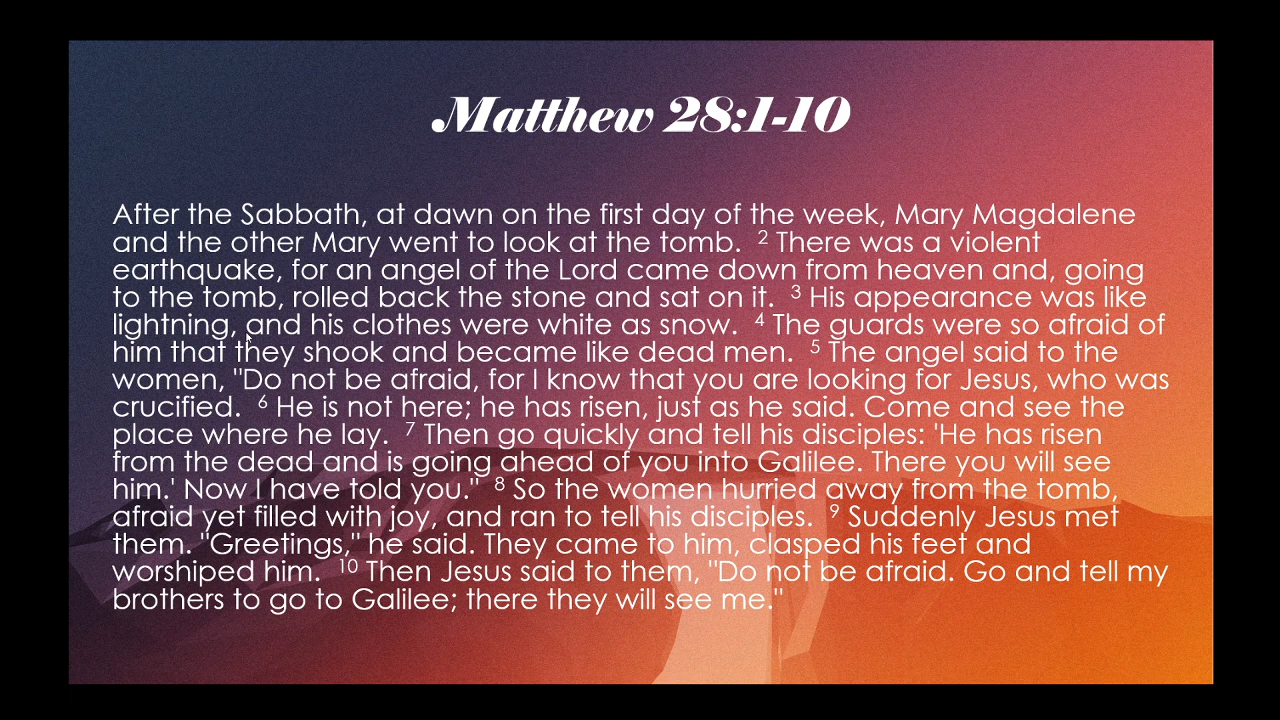 Matthew 28:1-10
After the Sabbath, at dawn on the first day of the week, Mary Magdalene
and the other Mary went to look at the tomb. 2 There was a violent
earthquake, for an angel of the Lord came down from heaven and, going
to the tomb, rolled back the stone and sat on it. 3 His appearance was like
lightning, and his clothes were white as snow. 4 The guards were so afraid of
him that they shook and became like dead men. 5 The angel said to the
women, "Do not be afraid, for I know that you are looking for Jesus, who was
crucified. 6 He is not here; he has risen, just as he said. Come and see the
place where he lay. 7 Then go quickly and tell his disciples: 'He has risen
from the dead and is going ahead of you into Galilee. There you will see
him.' Now I have told you." 8 So the women hurried away from the tomb,
afraid yet filled with joy, and ran to tell his disciples. 9 Suddenly Jesus met
them. "Greetings," he said. They came to him, clasped his feet and
worshiped him. 10 Then Jesus said to them, "Do not be afraid. Go and tell my
brothers to go to Galilee; there they will see me."